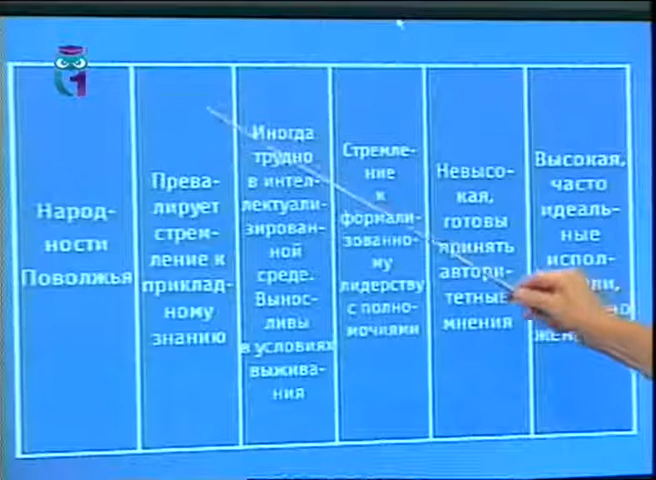 1
Народ-
ности
Поволжья
Прева-
лирует
стрем-
ление к
приклад-
ному
знанию
Иногда
трудно
в интел-
лектуали-
зирован-
ной
среде.
Вынос-
ливы
в условиях
выжива-
ния
Стремле-
ние
к
формали-
зованно-
му
лидерству
с полно-
мочиями
Невысо-
кая,
готовы
принять
автори-
тетные
мнения
Высокая,
часто
идеаль-
ные
испол-